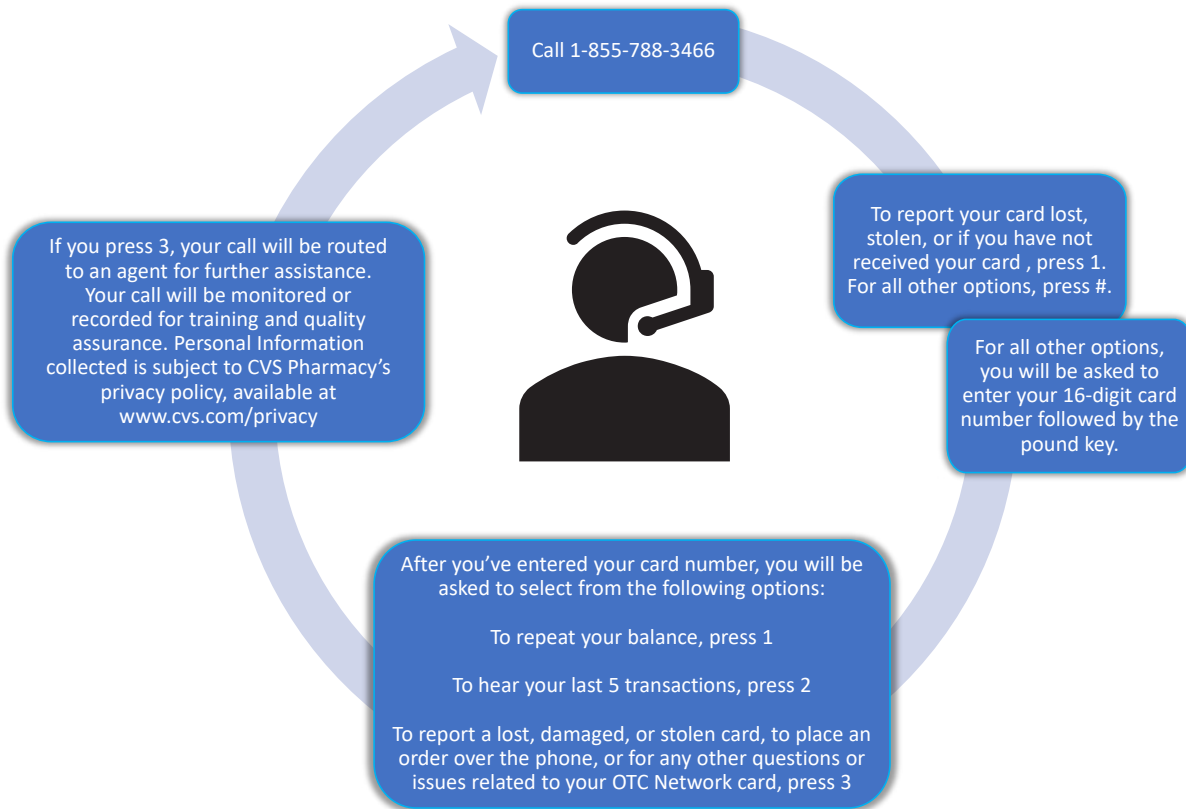 Call 1-855-788-3466
To report your card lost,
stolen, or if you have not
received your card , press 1.
For all other options, press #.
For all other options,
you will be asked to
enter your 16-digit card
number followed by the
pound key.
After you’ve entered your card number, you will be
asked to select from the following options:
To repeat your balance, press 1
To hear your last 5 transactions, press 2
To report a lost, damaged, or stolen card, to place an
order over the phone, or for any other questions or
issues related to your OTC Network card, press 3
If you press 3, your call will be routed
to an agent for further assistance.
Your call will be monitored or
recorded for training and quality
assurance. Personal Information
collected is subject to CVS Pharmacy’s
privacy policy, available at
www.cvs.com/privacy